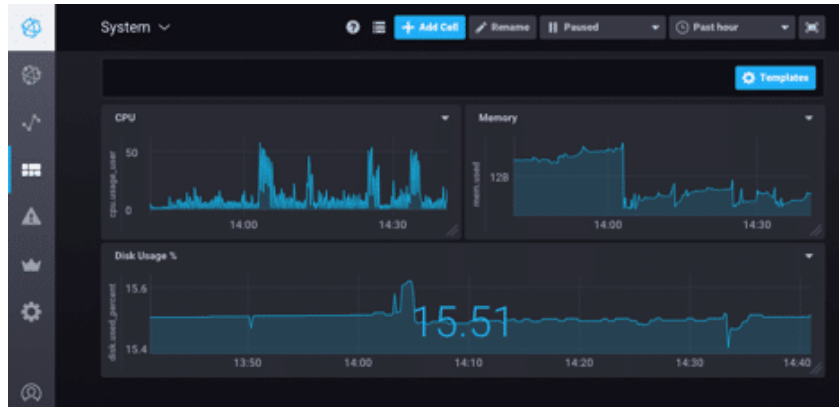 System
Add Cell
Rename
Paused
Past hour
Templates
CPU
cpu.usage_user
50
0
14:00
14:30
Memory
mem.used
12B
14:00
14:30
Disk Usage %
disk.used_percent
15.6
15.51
15.4
13:50
14:00
14:10
14:20
14:30
14:40